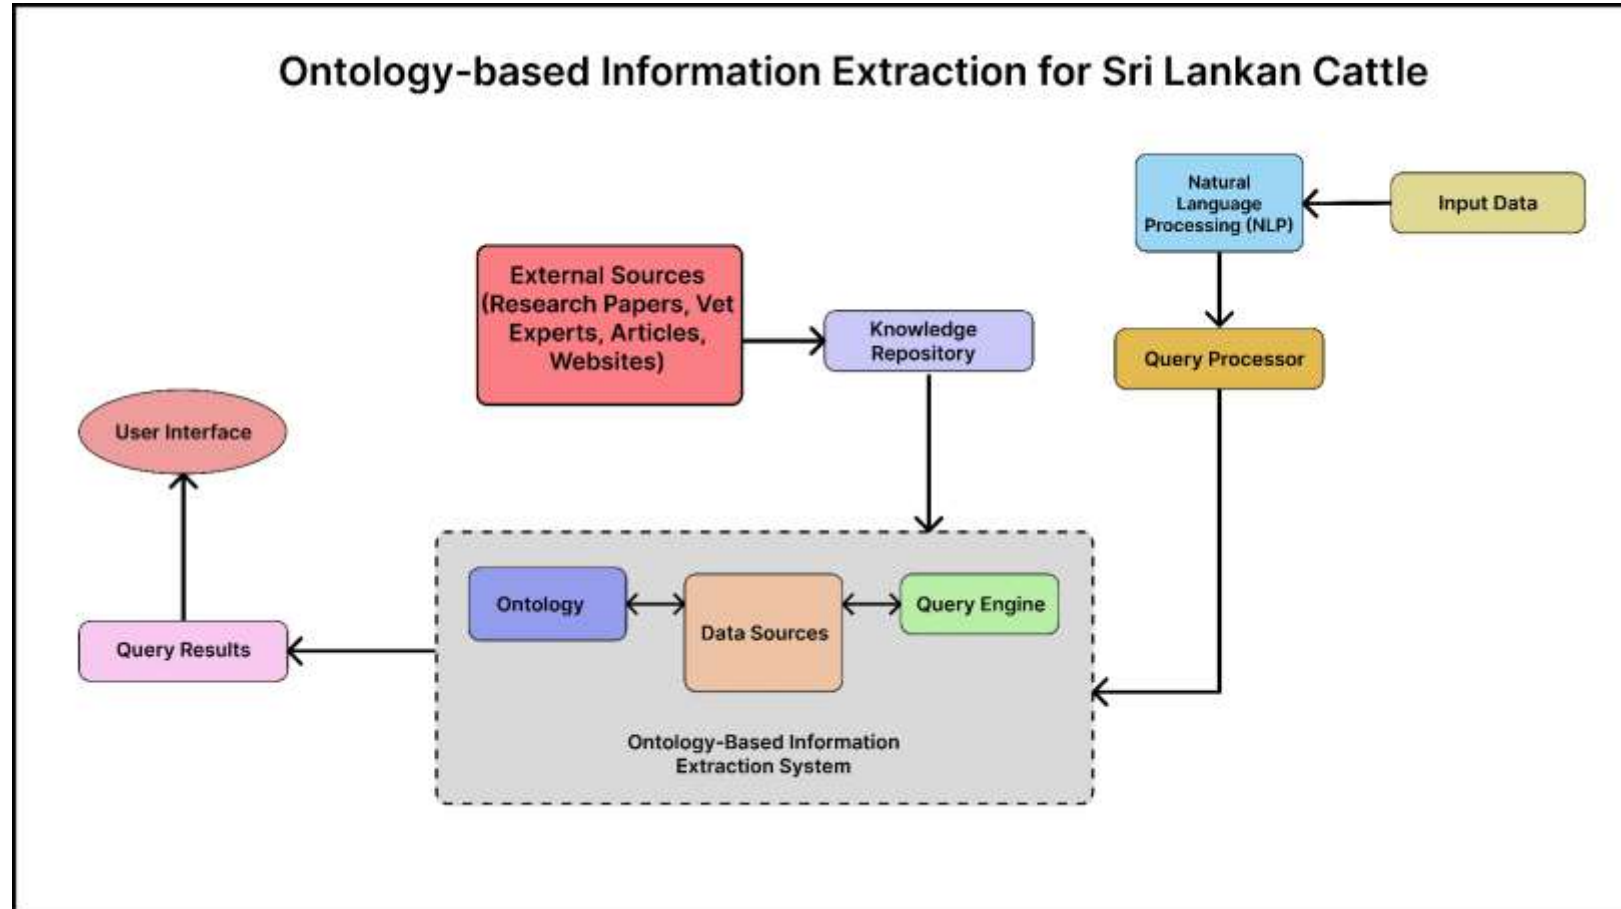 Ontology-based Information Extraction for Sri Lankan Cattle
Natural
Language
Processing (NLP)
Input Data
External Sources
(Research Papers, Vet
Experts, Articles,
Websites)
Knowledge
Repository
Query Processor
User Interface
Ontology
Data Sources
Query Engine
Query Results
Ontology-Based Information
Extraction System